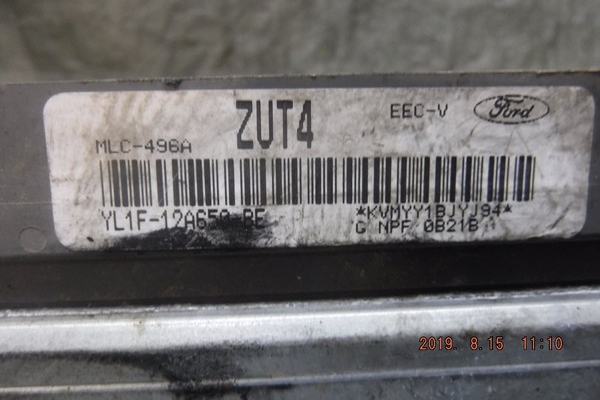 ZUT4 EEC-V Ford
MLC-496A
YL1F-12A650-BE *KVMYY1BJYJ94*
C NPF 0B21B
2019. 8.15 11:10